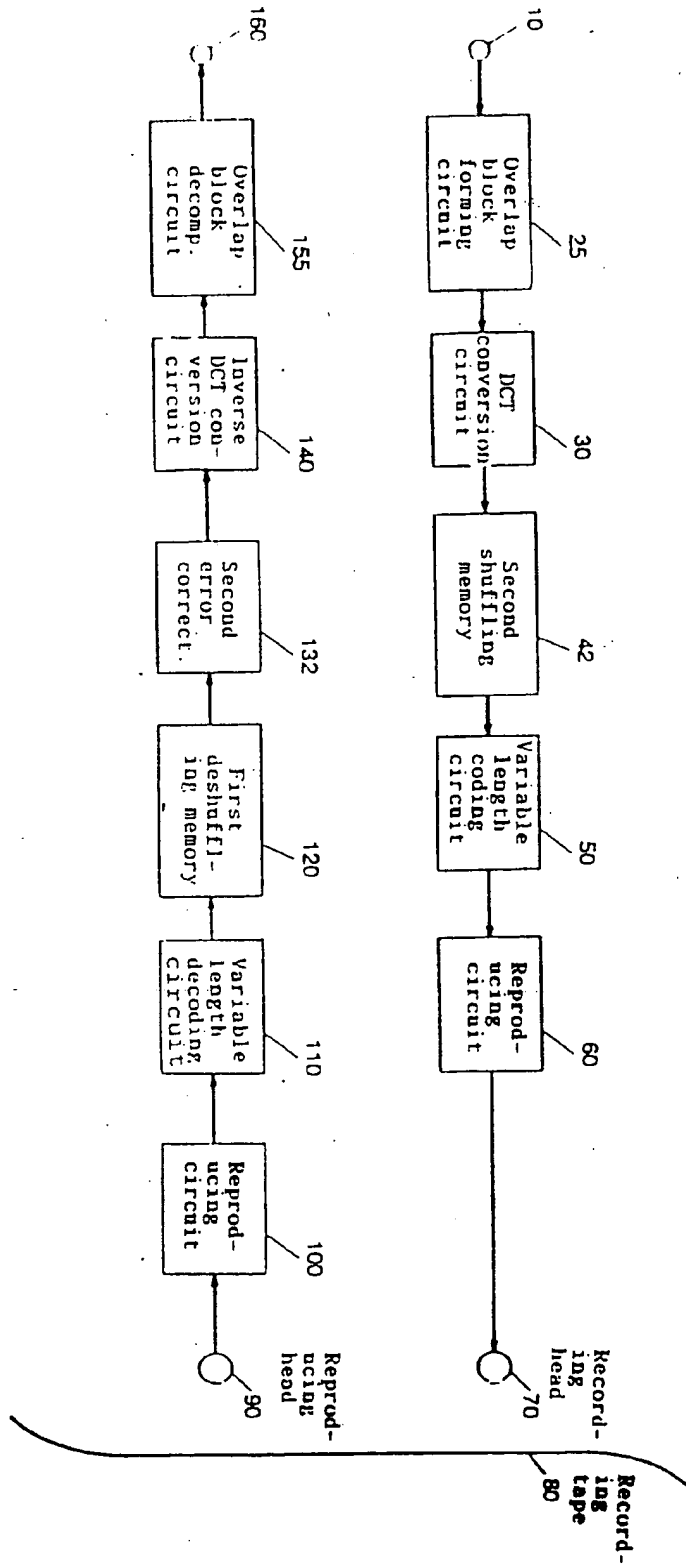 10
Overlap
block
forming
circuit
25
DCT
conversion
circuit
30
Second
shuffling
memory
42
Variable
length
coding
circuit
50
Reprod-
ucing
circuit
60
Record-
ing
head
70
Record-
ing
tape
80
160
Overlap
block
decomp.
circuit
155
Inverse
DCT con-
version
circuit
140
Second
error
correct.
132
First
deshuffl-
ing memory
120
Variable
length
decoding
circuit
110
Reprod-
ucing
circuit
100
Reprod-
ucing
head
90